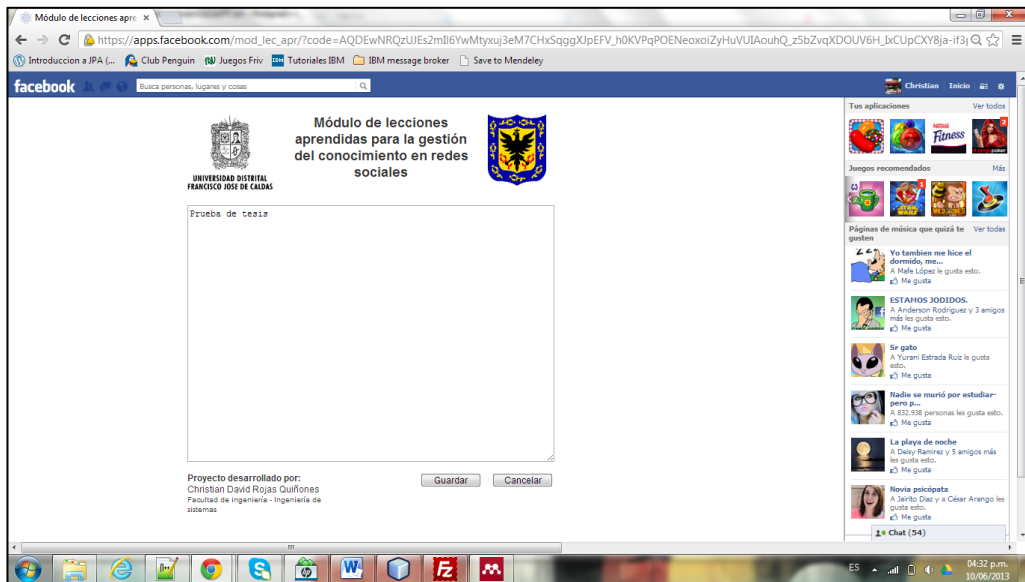 Módulo de lecciones apre
https://apps.facebook.com/mod_lec_apr/?code=
Introduccion a JPA (...
Club Penguin
Juegos Friv
Tutoriales IBM
IBM message broker
Save to Mendeley
facebook
Busca personas, lugares y cosas
Christian
Inicio
Módulo de lecciones
aprendidas para la gestión
del conocimiento en redes
sociales
UNIVERSIDAD DISTRITAL
FRANCISCO JOSE DE CALDAS
Prueba de tesis
Proyecto desarrollado por:
Christian David Rojas Quiñones
Facultad de ingeniería - Ingeniería de
sistemas
Guardar
Cancelar
Tus aplicaciones
Ver todos
Fitness
poker
2
Juegos recomendados
Más
1
STAR
WARS
Páginas de música que quizá te
gusten
Ver todas
Yo tambien me hice el
dormido, me...
A Mafe López le gusta esto.
Me gusta
ESTAMOS JODIDOS.
A Anderson Rodriguez y 3 amigos
más les gusta esto.
Me gusta
Sr gato
A Yurani Estrada Ruiz le gusta
esto.
Me gusta
Nadie se murió por estudiar-
pero p...
A 832.938 personas les gusta esto.
Me gusta
La playa de noche
A Deisy Ramirez y 5 amigos más
les gusta esto.
Me gusta
Novia psicópata
A Jairito Diaz y a César Arango les
gusta esto.
Me gusta
Chat (54)
ES
04:32 p.m.
10/06/2013